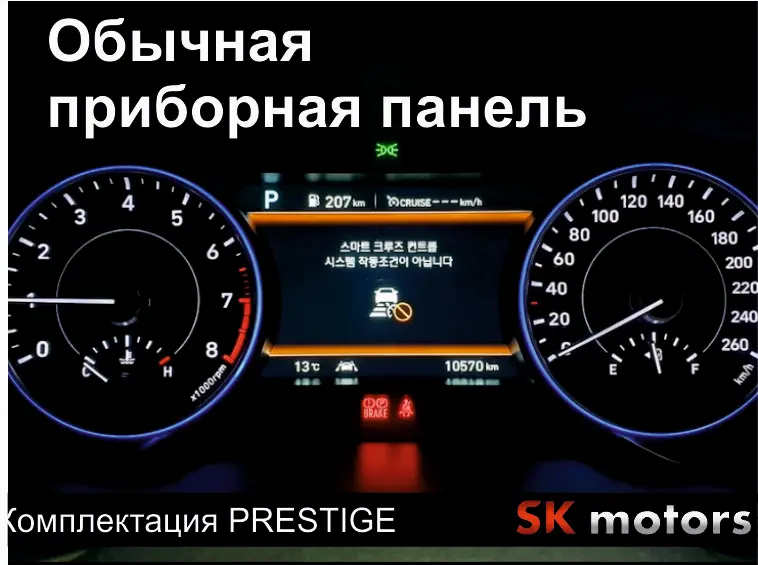 Обычная
приборная панель
P 207 km CRUISE --- km/h
스마트 크루즈 컨트롤
시스템 작동조건이 아닙니다
0 1 2 3 4 5 6 7 8
x1000rpm
C H
0 20 40 60 80 100 120 140 160 180 200 220 240 260
km/h
E F
13°C 10570 km
BRAKE
Комплектация PRESTIGE
SK motors